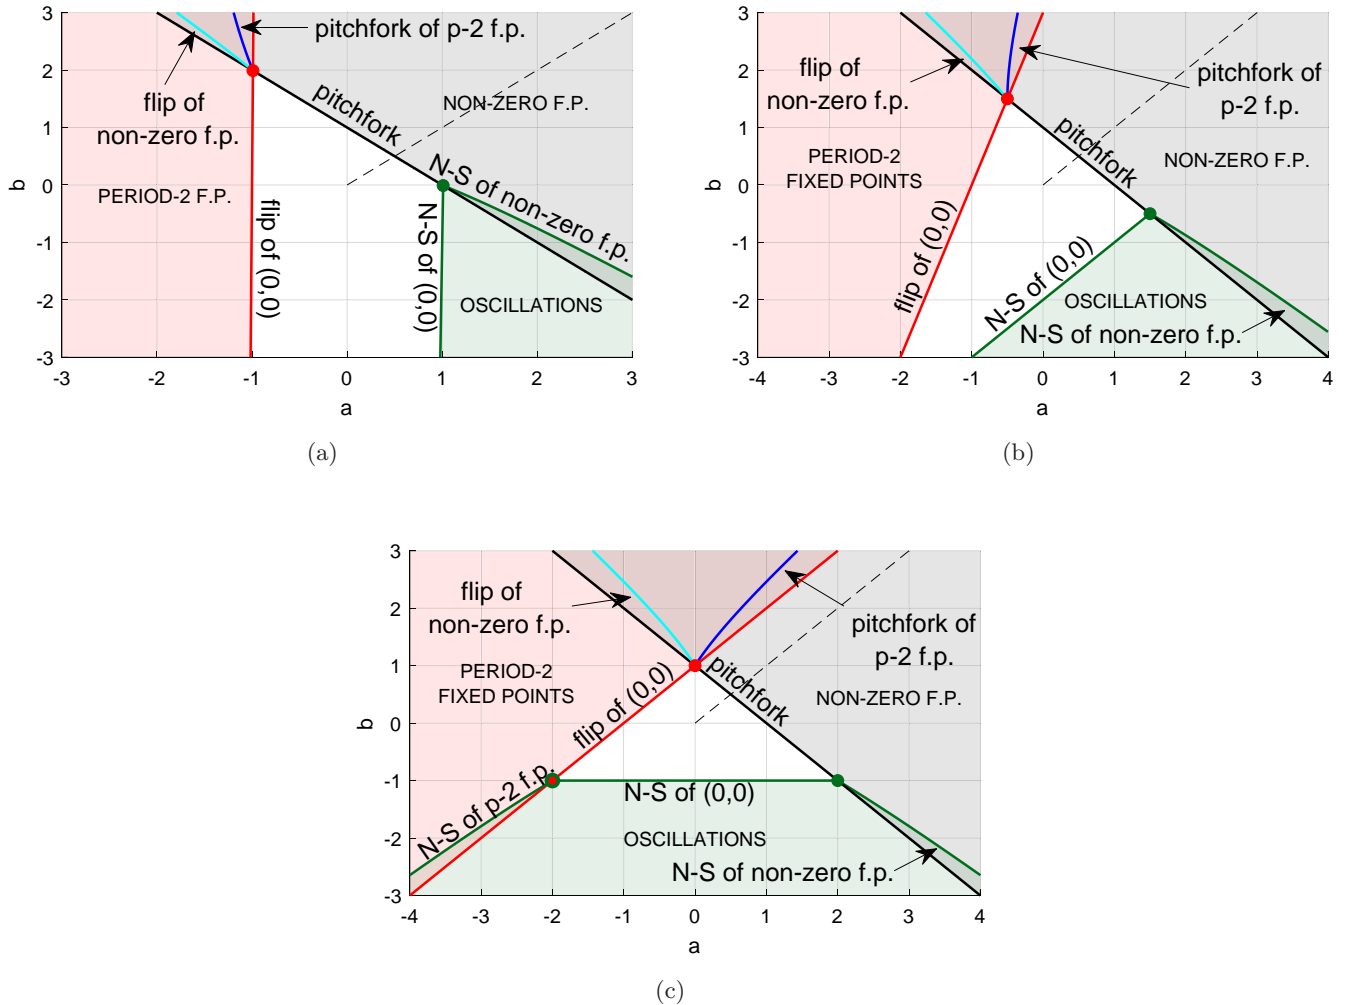 3
2
1
0
-1
-2
-3
b
pitchfork of p-2 f.p.
flip of
non-zero f.p.
pitchfork
NON-ZERO F.P.
PERIOD-2 F.P.
flip of (0,0)
N-S of (0,0)
N-S of non-zero f.p.
OSCILLATIONS
-3 -2 -1 0 1 2 3
a
(a)
3
2
1
0
-1
-2
-3
b
flip of
non-zero f.p.
pitchfork of
p-2 f.p.
pitchfork
PERIOD-2
FIXED POINTS
NON-ZERO F.P.
flip of (0,0)
N-S of (0,0)
OSCILLATIONS
N-S of non-zero f.p.
-4 -3 -2 -1 0 1 2 3 4
a
(b)
3
2
1
0
-1
-2
-3
b
flip of
non-zero f.p.
pitchfork of
p-2 f.p.
PERIOD-2
FIXED POINTS
flip of (0,0)
pitchfork
NON-ZERO F.P.
N-S of p-2 f.p.
N-S of (0,0)
OSCILLATIONS
N-S of non-zero f.p.
-4 -3 -2 -1 0 1 2 3 4
a
(c)